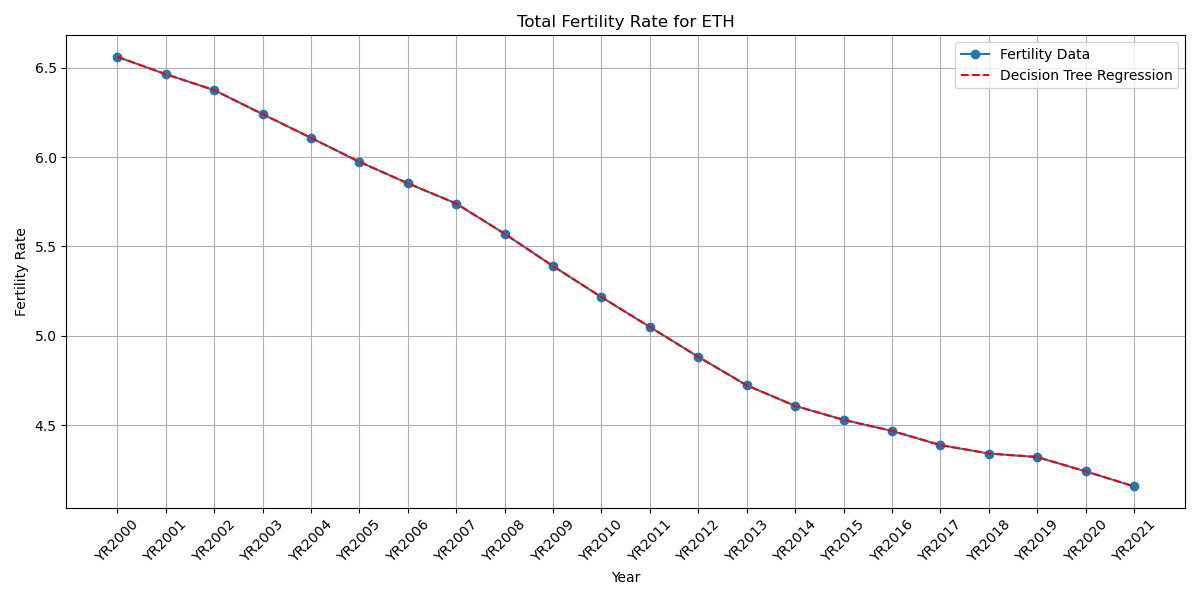 Total Fertility Rate for ETH
Fertility Data
Decision Tree Regression
Fertility Rate
6.5
6.0
5.5
5.0
4.5
YR2000
YR2001
YR2002
YR2003
YR2004
YR2005
YR2006
YR2007
YR2008
YR2009
YR2010
YR2011
YR2012
YR2013
YR2014
YR2015
YR2016
YR2017
YR2018
YR2019
YR2020
YR2021
Year